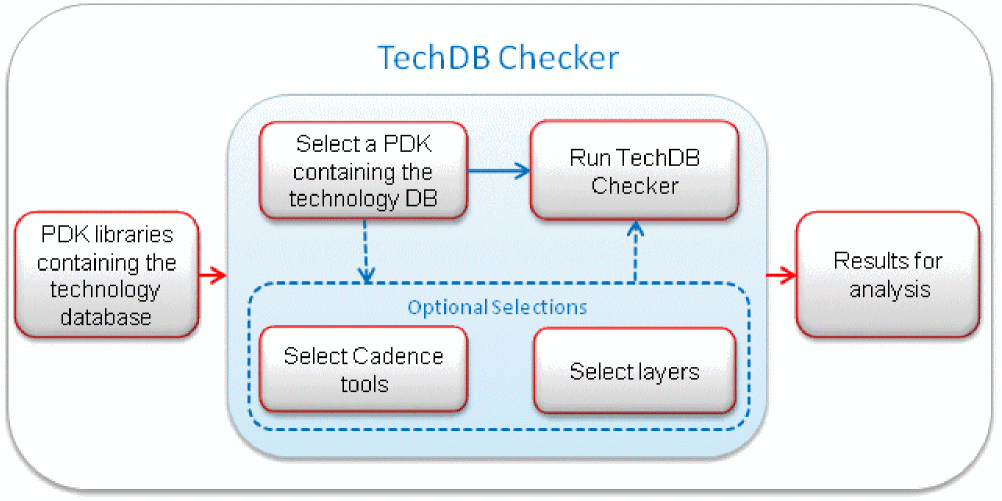 TechDB Checker
Select a PDK
containing the
technology DB
Run TechDB
Checker
PDK libraries
containing the
technology
database
Results for
analysis
Optional Selections
Select Cadence
tools
Select layers